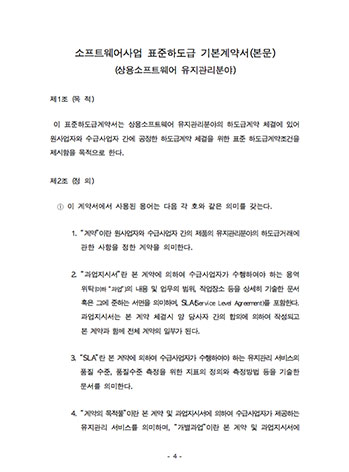 소프트웨어사업 표준하도급 기본계약서(본문)
(상용소프트웨어 유지관리분야)
제1조 (목 적)
이 표준하도급계약서는 상용소프트웨어 유지관리분야의 하도급계약 체결에 있어
원사업자와 수급사업자 간에 공정한 하도급계약 체결을 위한 표준 하도급계약조건을
제시함을 목적으로 한다.
제2조 (정 의)
① 이 계약서에서 사용된 용어는 다음 각 호와 같은 의미를 갖는다.
1. "계약"이란 원사업자와 수급사업자 간의 제품의 유지관리분야의 하도급거래에
관한 사항을 정한 계약을 의미한다.
2. "과업지시서"란 본 계약에 의하여 수급사업자가 수행하여야 하는 용역
위탁(이하 "과업")의 내용 및 업무의 범위, 작업장소 등을 상세히 기술한 문서
혹은 그에 준하는 서면을 의미하며, SLA(Service Level Agreement)를 포함한다.
과업지시서는 본 계약 체결시 양 당사자 간의 합의에 의하여 작성되고
본 계약과 함께 전체 계약의 일부가 된다.
3. "SLA"란 본 계약에 의하여 수급사업자가 수행하여야 하는 유지관리 서비스의
품질 수준, 품질수준 측정을 위한 지표의 정의와 측정방법 등을 기술한
문서를 의미한다.
4. "계약의 목적물"이란 본 계약 및 과업지시서에 의하여 수급사업자가 제공하는
유지관리 서비스를 의미하며, "개별과업"이란 본 계약 및 과업지시서에
- 4 -